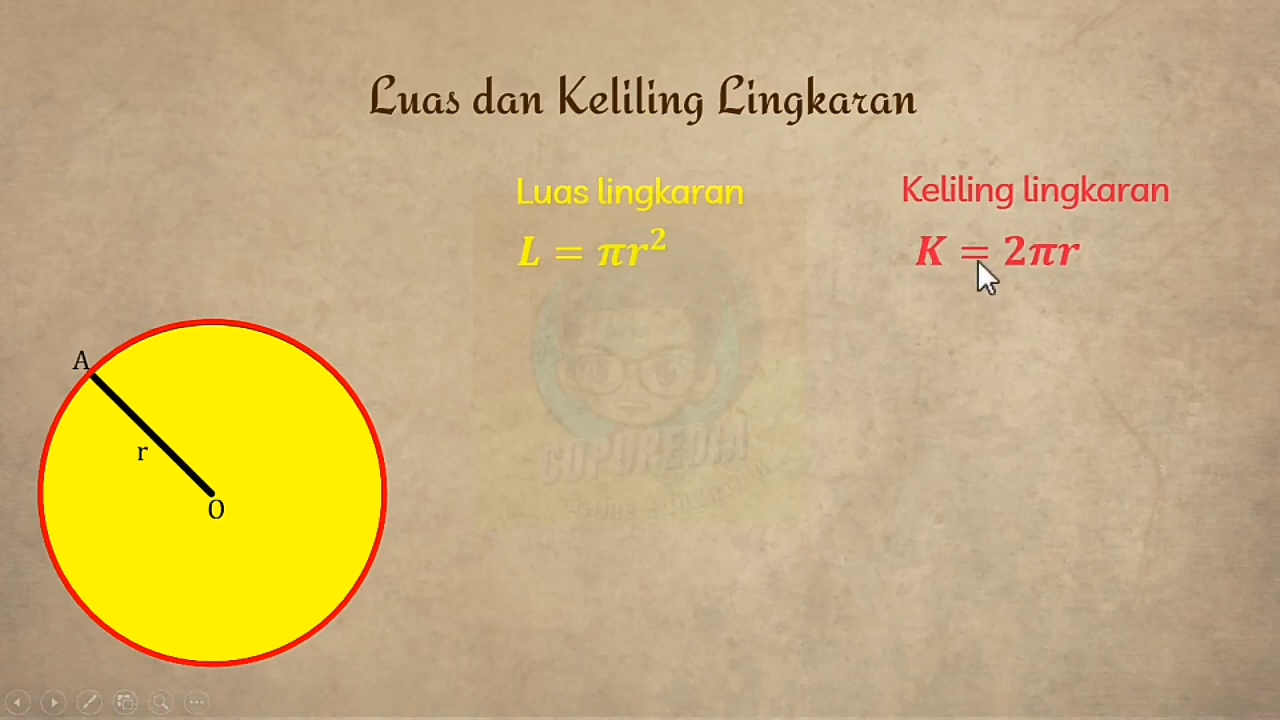 Luas dan Keliling Lingkaran
Luas lingkaran
Keliling lingkaran
L = πr²
K = 2πr
A
r
O